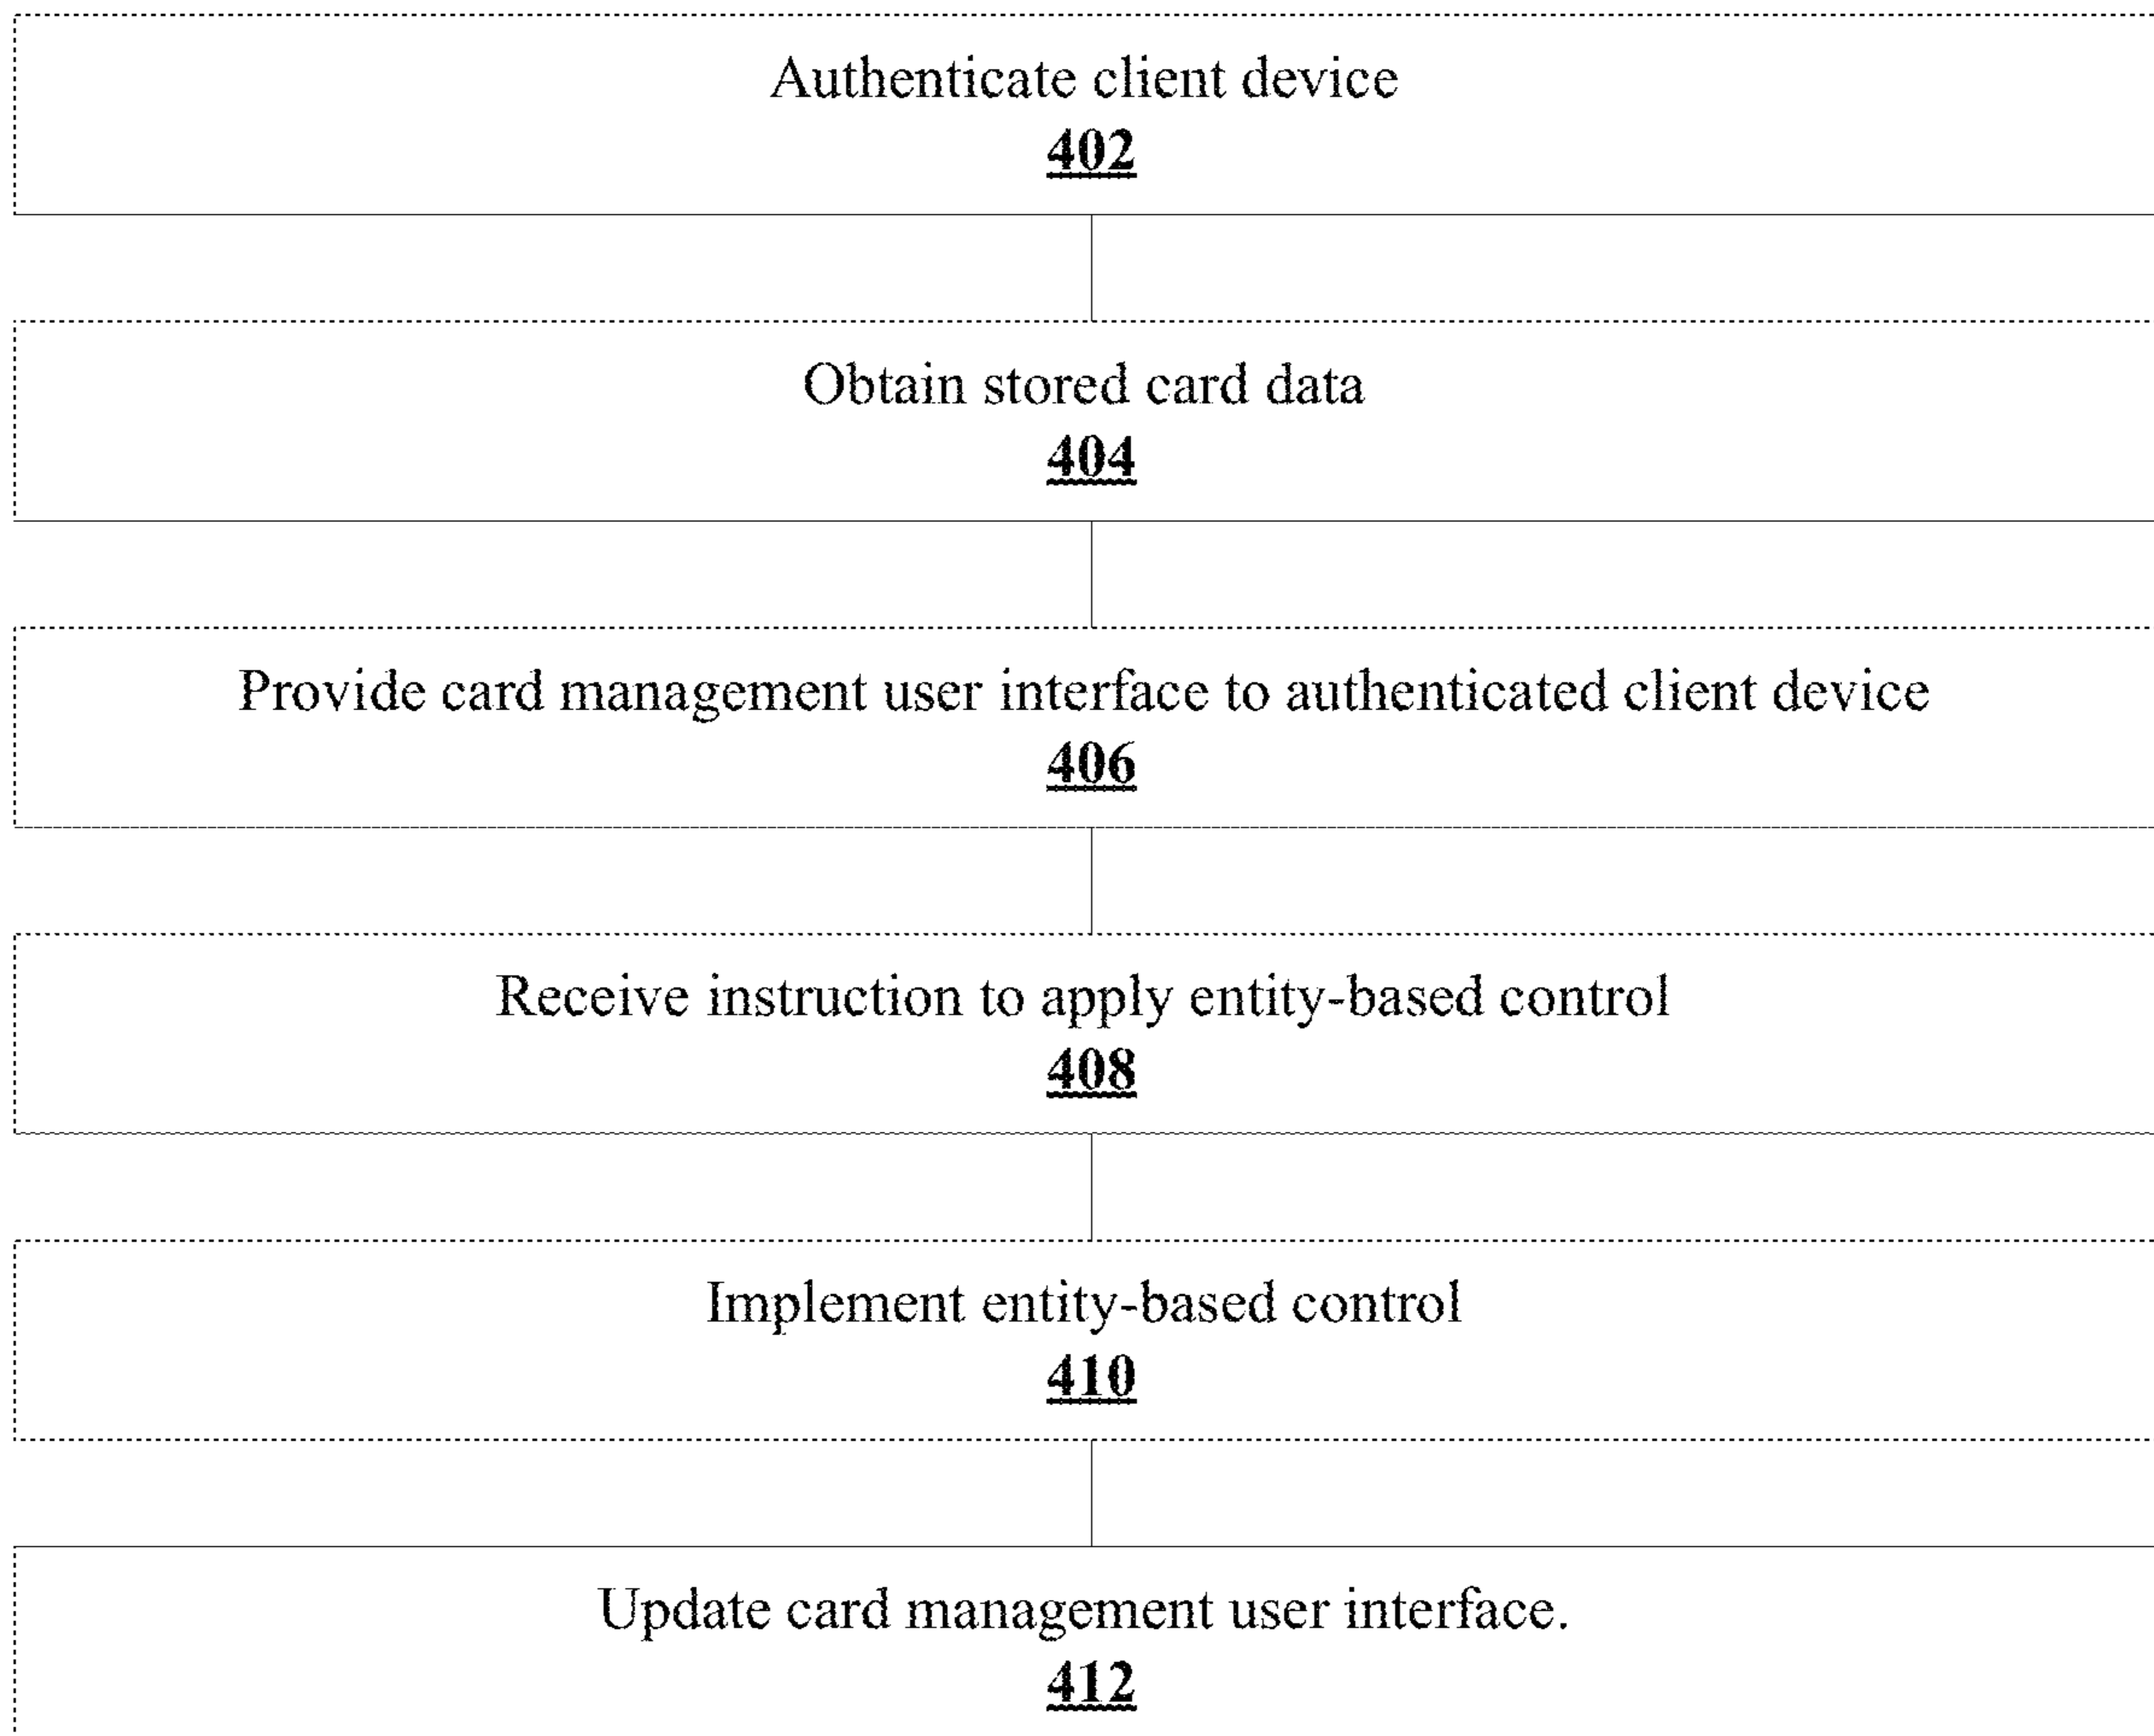 Authenticate client device
402
Obtain stored card data
404
Provide card management user interface to authenticated client device
406
Receive instruction to apply entity-based control
408
Implement entity-based control
410
Update card management user interface.
412